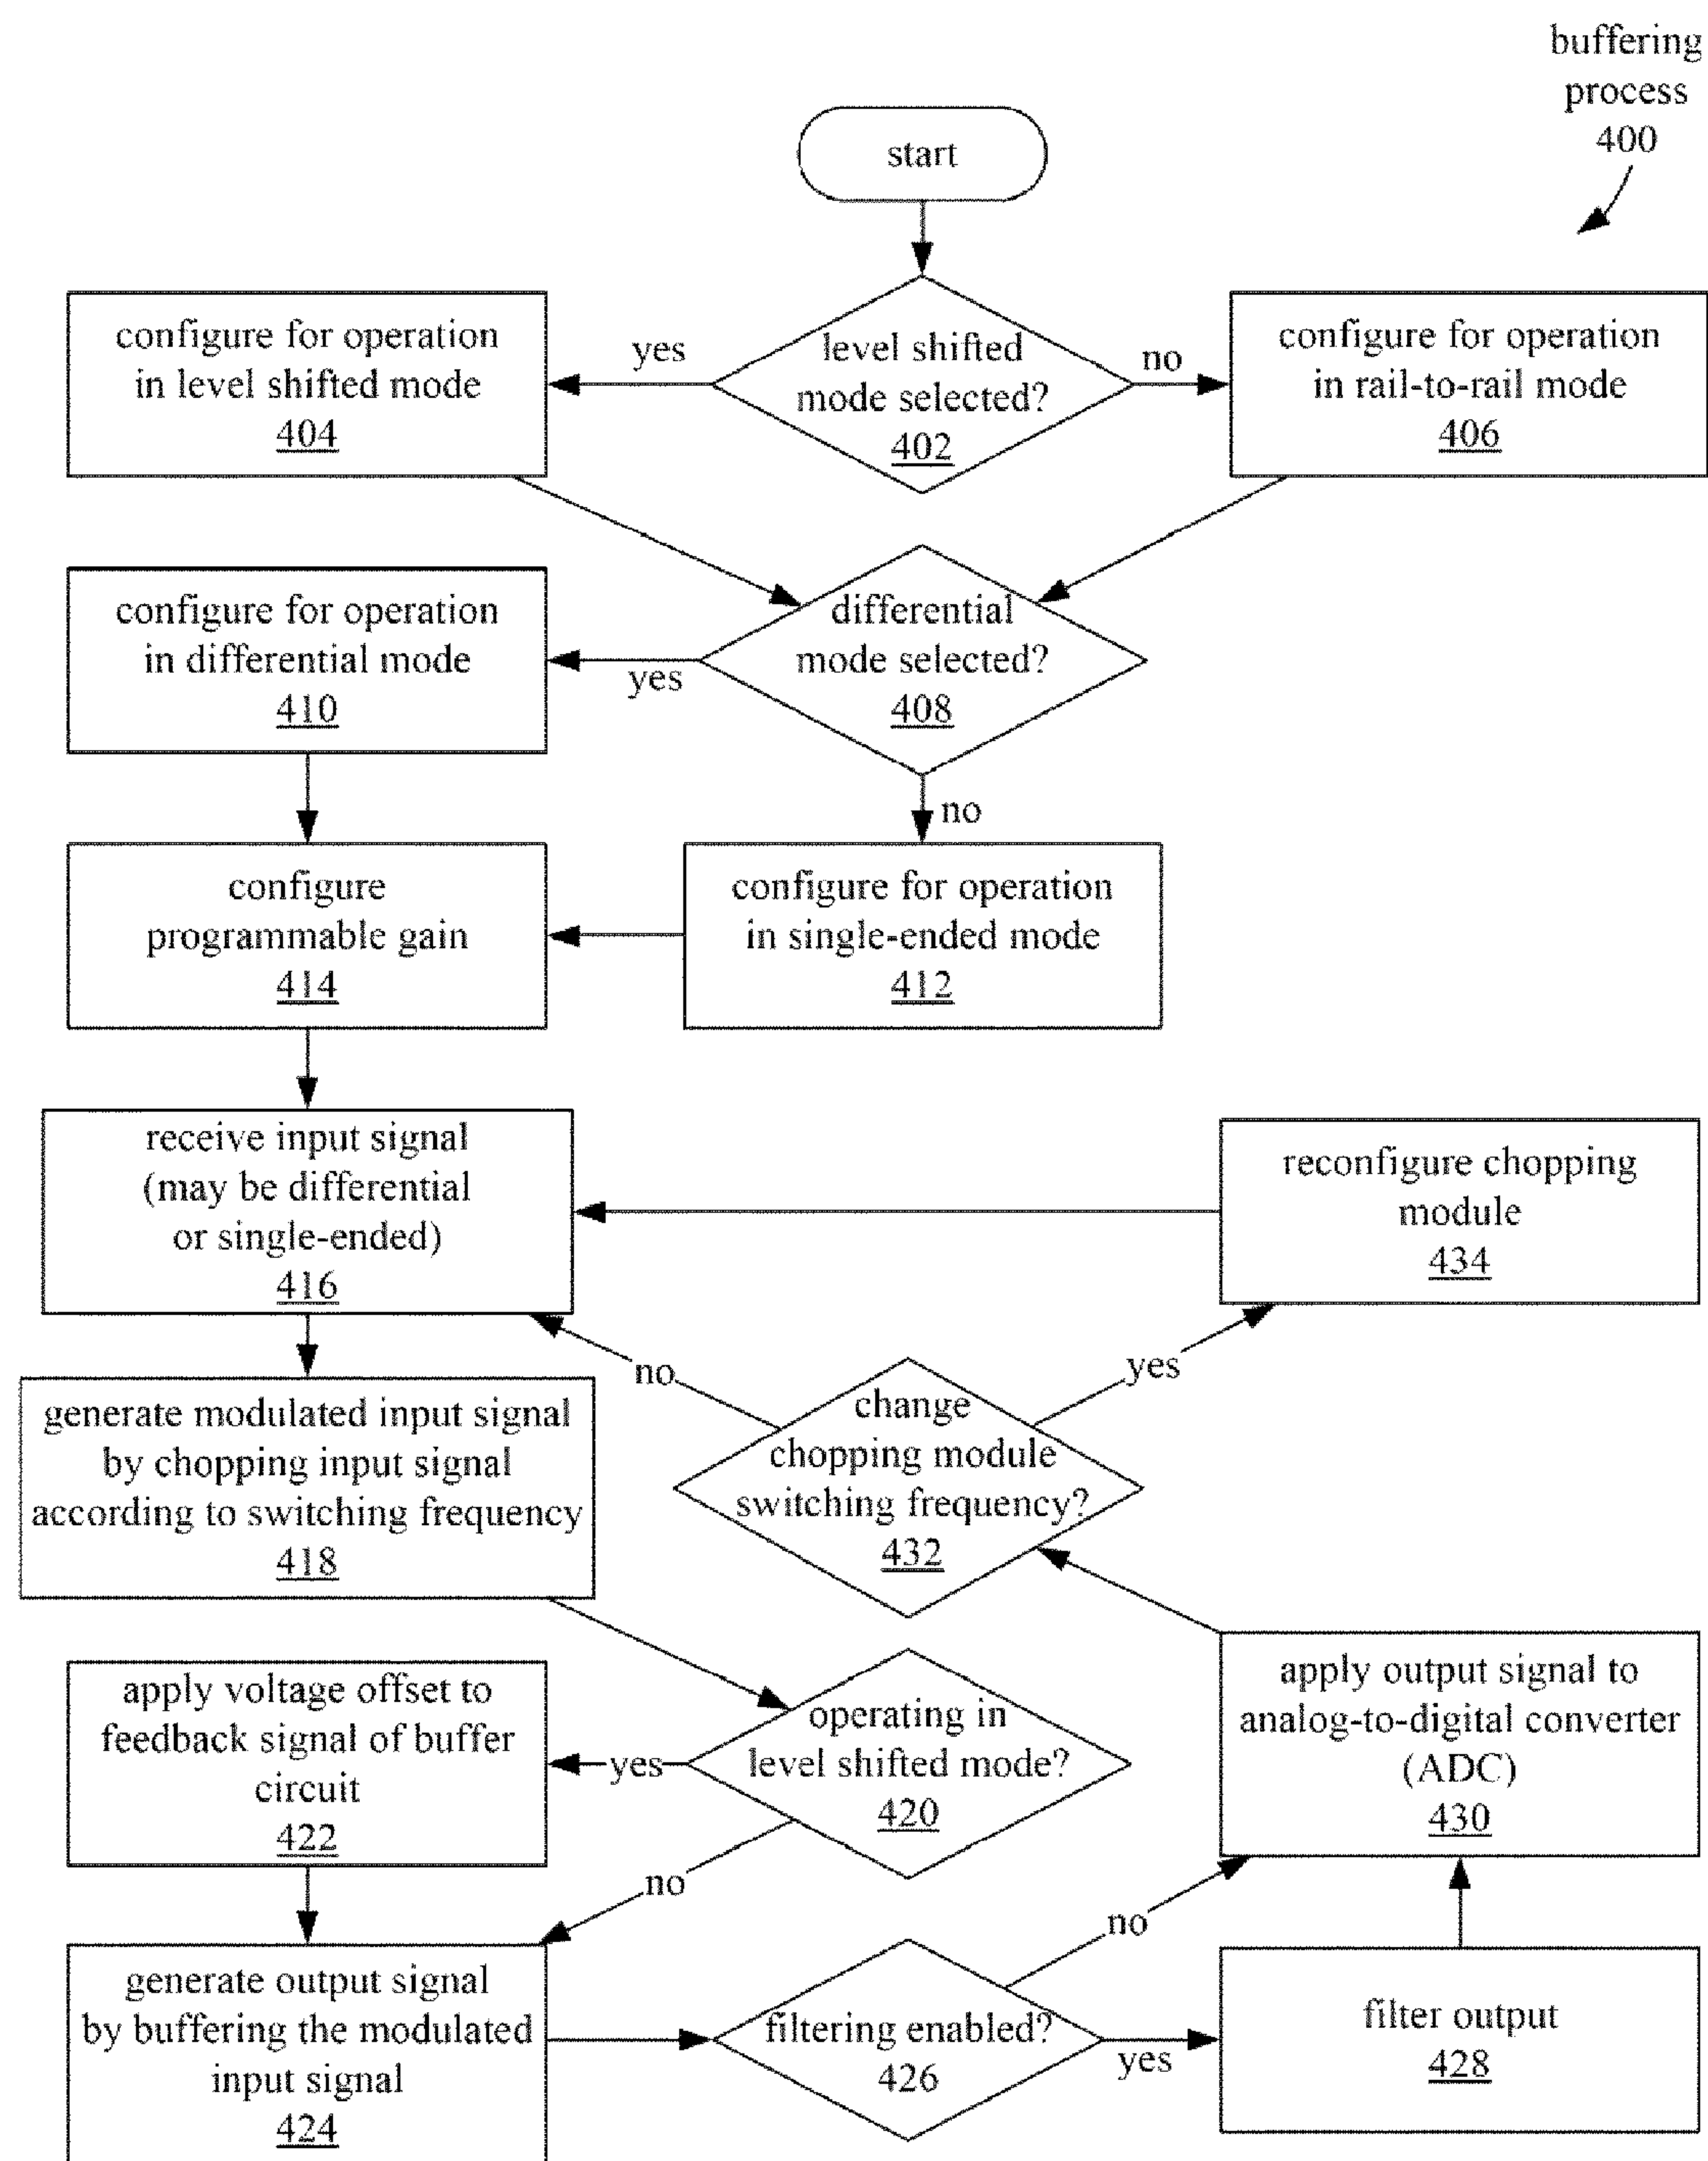 buffering
process
400
start
level shifted
mode selected?
402
yes
no
configure for operation
in level shifted mode
404
configure for operation
in rail-to-rail mode
406
differential
mode selected?
408
yes
no
configure for operation
in differential mode
410
configure for operation
in single-ended mode
412
configure
programmable gain
414
receive input signal
(may be differential
or single-ended)
416
reconfigure chopping
module
434
generate modulated input signal
by chopping input signal
according to switching frequency
418
no
yes
change
chopping module
switching frequency?
432
operating in
level shifted mode?
420
yes
no
apply voltage offset to
feedback signal of buffer
circuit
422
apply output signal to
analog-to-digital converter
(ADC)
430
generate output signal
by buffering the modulated
input signal
424
filtering enabled?
426
no
yes
filter output
428